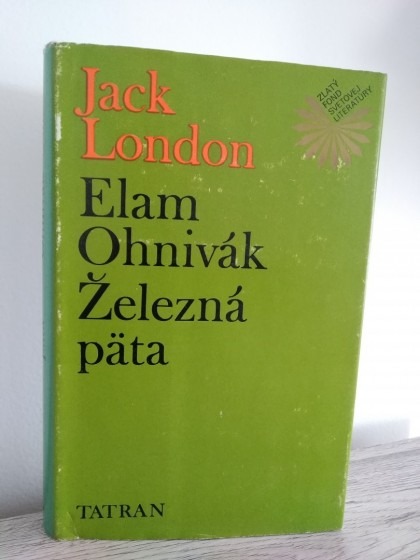 Jack
London
ZLATÝ
FOND
SVETOVEJ
LITERATÚRY
Elam
Ohnivák
Železná
päta
TATRAN